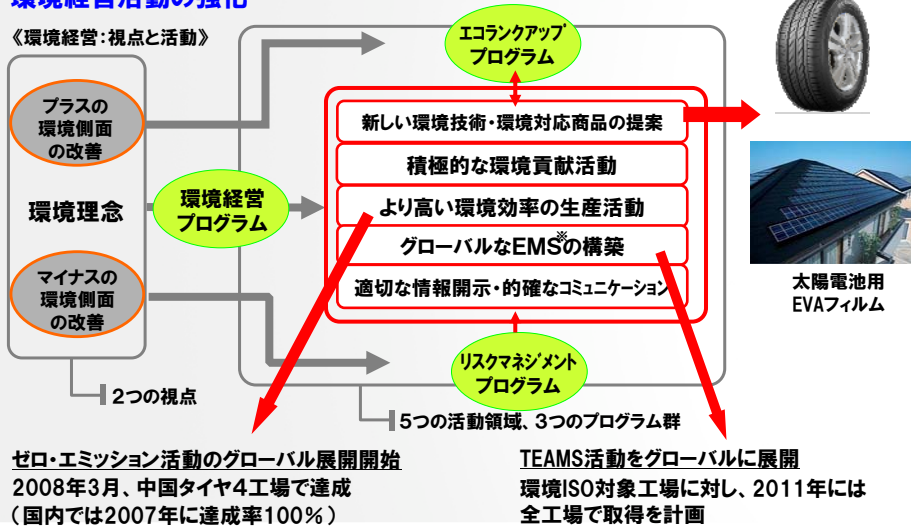 環境経営活動の強化
《環境経営：視点と活動》
プラスの
環境側面
の改善
環境理念
マイナスの
環境側面
の改善
2つの視点
環境経営
プログラム
エコランクアップ
プログラム
新しい環境技術・環境対応商品の提案
積極的な環境貢献活動
より高い環境効率の生産活動
グローバルなEMS※の構築
適切な情報開示・的確なコミュニケーション
リスクマネジメント
プログラム
5つの活動領域、3つのプログラム群
太陽電池用
EVAフィルム
ゼロ・エミッション活動のグローバル展開開始
2008年3月、中国タイヤ4工場で達成
（国内では2007年に達成率100％）
TEAMS活動をグローバルに展開
環境ISO対象工場に対し、2011年には
全工場で取得を計画